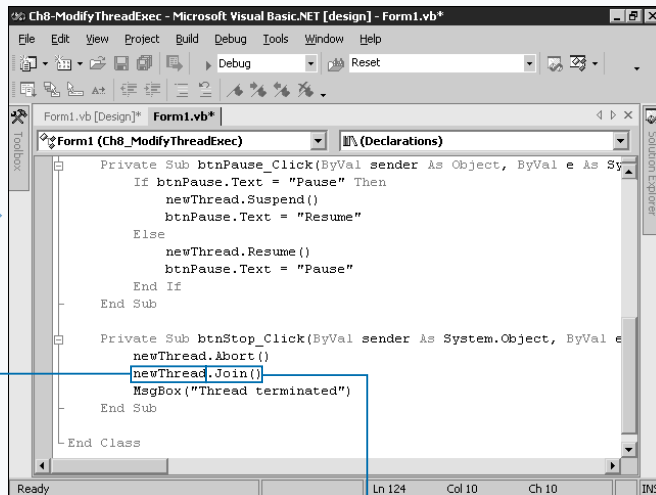 Ch8-ModifyThreadExec - Microsoft Visual Basic.NET [design] - Form1.vb*
File Edit View Project Build Debug Tools Window Help
Debug Reset
Form1.vb [Design]* Form1.vb*
Toolbox
Form1 (Ch8_ModifyThreadExec) (Declarations)
Solution Explorer
Private Sub btnPause_Click(ByVal sender As Object, ByVal e As Sy
If btnPause.Text = "Pause" Then
newThread.Suspend()
btnPause.Text = "Resume"
Else
newThread.Resume()
btnPause.Text = "Pause"
End If
End Sub
Private Sub btnStop_Click(ByVal sender As System.Object, ByVal e
newThread.Abort()
newThread.Join()
MsgBox("Thread terminated")
End Sub
End Class
Ready Ln 124 Col 10 Ch 10 INS